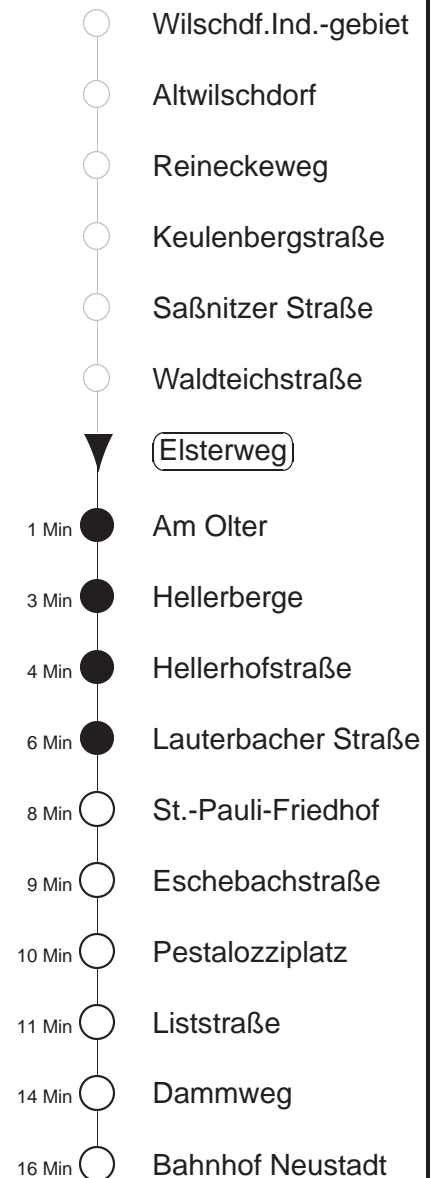 Wilschdf.Ind.-gebiet
Altwilschdorf
Reineckeweg
Keulenbergstraße
Saßnitzer Straße
Waldteichstraße
Elsterweg
1 Min Am Olter
3 Min Hellerberge
4 Min Hellerhofstraße
6 Min Lauterbacher Straße
8 Min St.-Pauli-Friedhof
9 Min Eschebachstraße
10 Min Pestalozziplatz
11 Min Liststraße
14 Min Dammweg
16 Min Bahnhof Neustadt